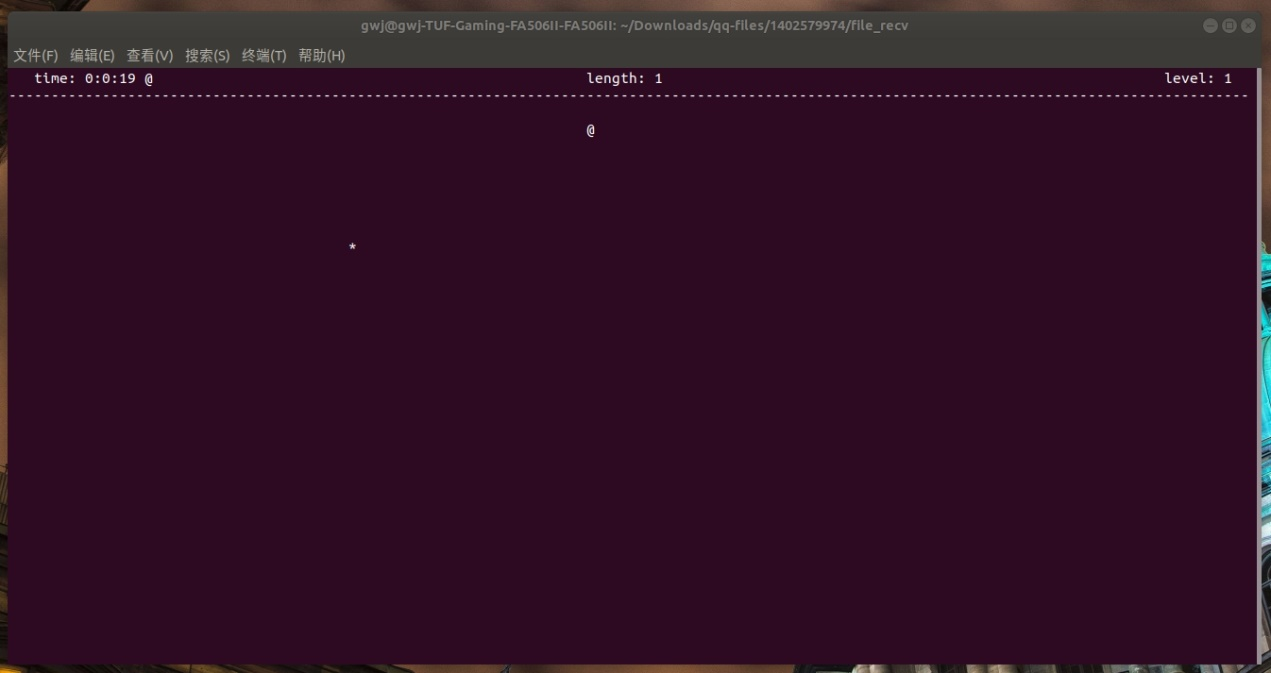 gwj@gwj-TUF-Gaming-FA506II-FA506II: ~/Downloads/qq-files/1402579974/file_recv
文件(F) 编辑(E) 查看(V) 搜索(S) 终端(T) 帮助(H)
time: 0:0:19 @ length: 1 level: 1
---------------------------------------------------------------------------------------------------------------------------------------------------
@
*